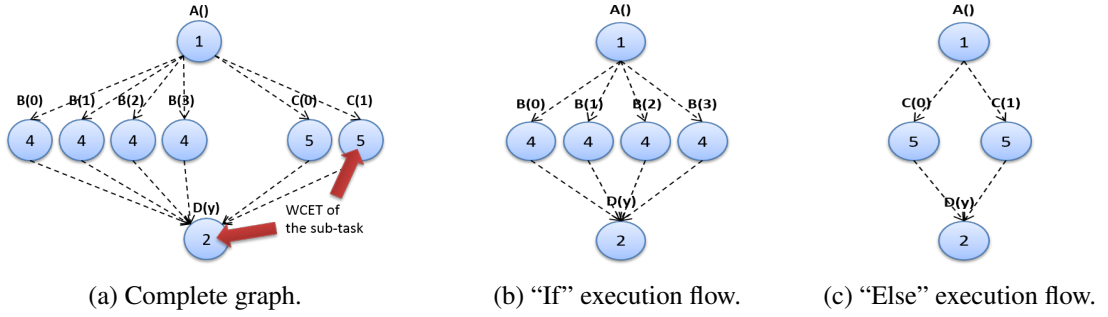 A()
1
B(0) B(1) B(2) B(3) C(0) C(1)
4 4 4 4 5 5
D(y)
2
WCET of
the sub-task
(a) Complete graph.
A()
1
B(0) B(1) B(2) B(3)
4 4 4 4
D(y)
2
(b) “If” execution flow.
A()
1
C(0) C(1)
5 5
D(y)
2
(c) “Else” execution flow.